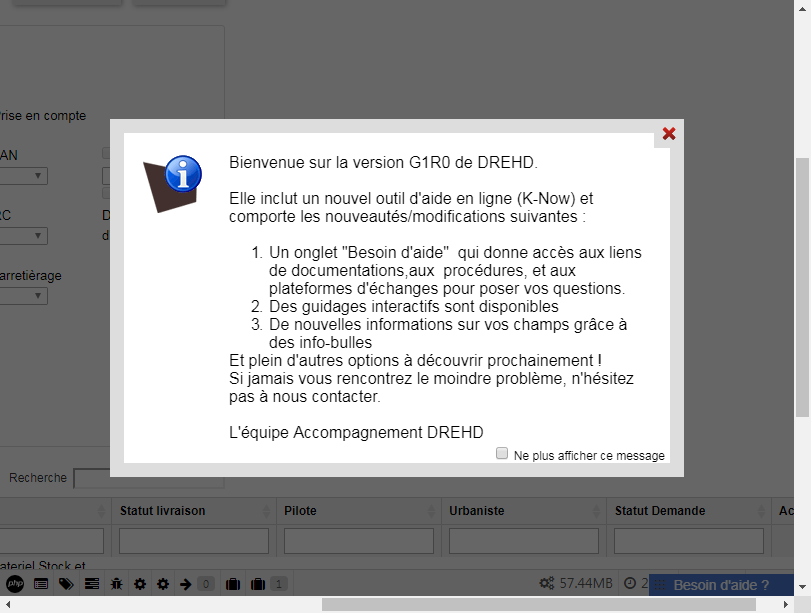 rise en compte
AN
RC
D
d
arretiérage
Bienvenue sur la version G1R0 de DREHD.
Elle inclut un nouvel outil d'aide en ligne (K-Now) et
comporte les nouveautés/modifications suivantes :
1. Un onglet "Besoin d'aide"  qui donne accès aux liens
de documentations,aux  procédures, et aux
plateformes d'échanges pour poser vos questions.
2. Des guidages interactifs sont disponibles
3. De nouvelles informations sur vos champs grâce à
des info-bulles
Et plein d'autres options à découvrir prochainement !
Si jamais vous rencontrez le moindre problème, n'hésitez
pas à nous contacter.
L'équipe Accompagnement DREHD
Ne plus afficher ce message
Recherche
Statut livraison Pilote Urbaniste Statut Demande Ac
ateriel Stock et
php 0 1 57.44MB 2 Besoin d'aide ?